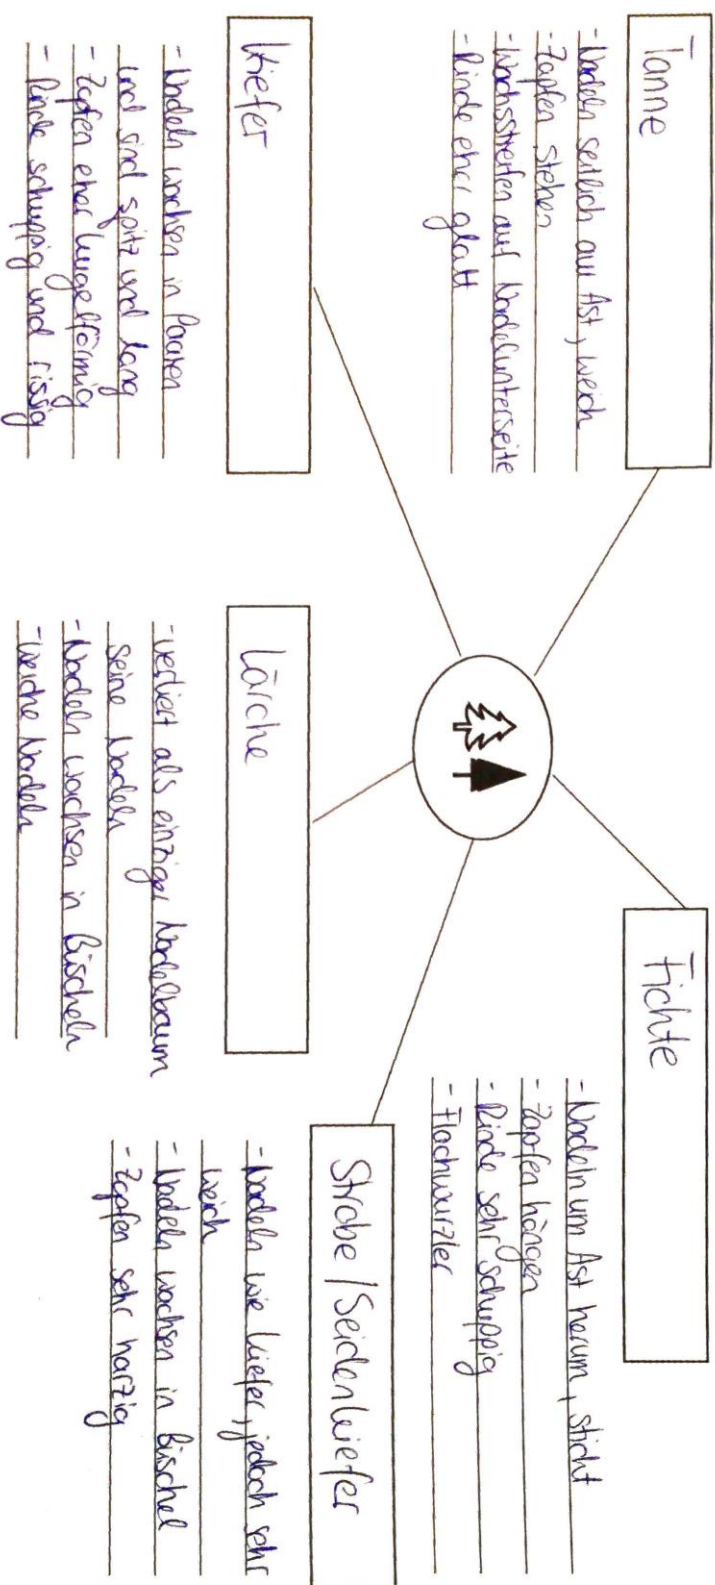 Tanne
- Nadeln seitlich am Ast, weich
- Zapfen stehen
- Wachsstreifen auf Nadelunterseite
- Rinde eher glatt
Fichte
- Nadeln um Ast herum, sticht
- Zapfen hängen
- Rinde sehr schuppig
- Flachwurzler
Kiefer
- Nadeln wachsen in Paaren
und sind spitz und lang
- Zapfen eher kugelförmig
- Rinde schuppig und rissig
Lärche
- verliert als einziger Nadelbaum
seine Nadeln
- Nadeln wachsen in Büscheln
- weiche Nadeln
Strobe/Seidenkiefer
- Nadeln wie Kiefer, jedoch sehr
weich
- Nadeln wachsen in Büschel
- Zapfen sehr harzig